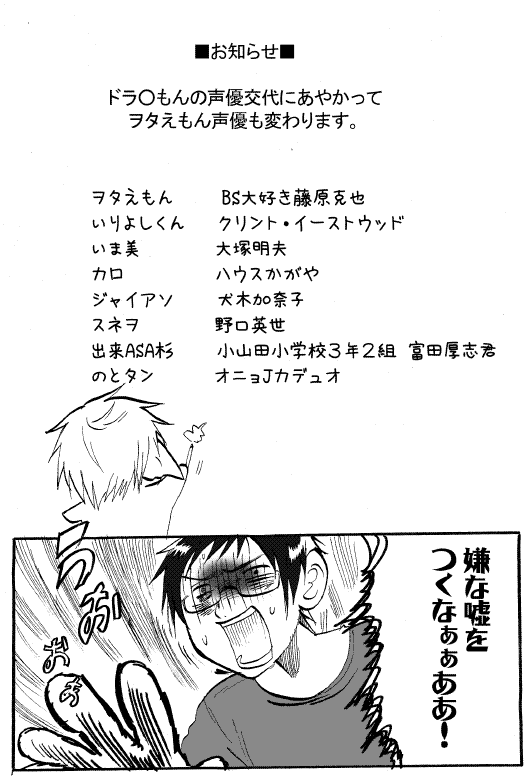 ■お知らせ■
ドラ〇もんの声優交代にあやかって
ヲタえもん声優も変わります。
ヲタえもん BS大好き藤原克也
いりよしくん クリント・イーストウッド
いま美 大塚明夫
カロ ハウスかがや
ジャイアソ 犬木加奈子
スネヲ 野口英世
出来ASA杉 小山田小学校3年2組 富田厚志君
のとタン オニョJカデュオ
嫌な嘘を
つくなぁぁああ!
うおおお